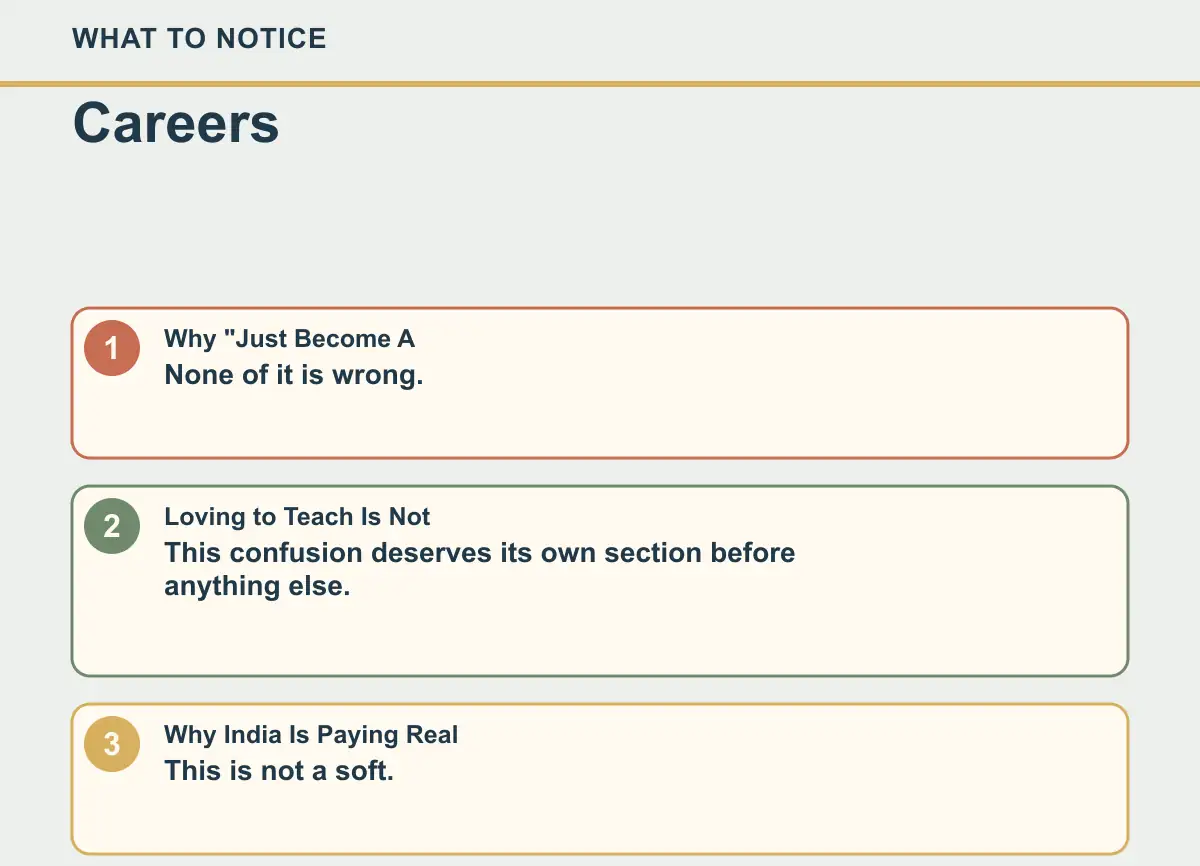 WHAT TO NOTICE
Careers
1
Why "Just Become A
None of it is wrong.
2
Loving to Teach Is Not
This confusion deserves its own section before
anything else.
3
Why India Is Paying Real
This is not a soft.